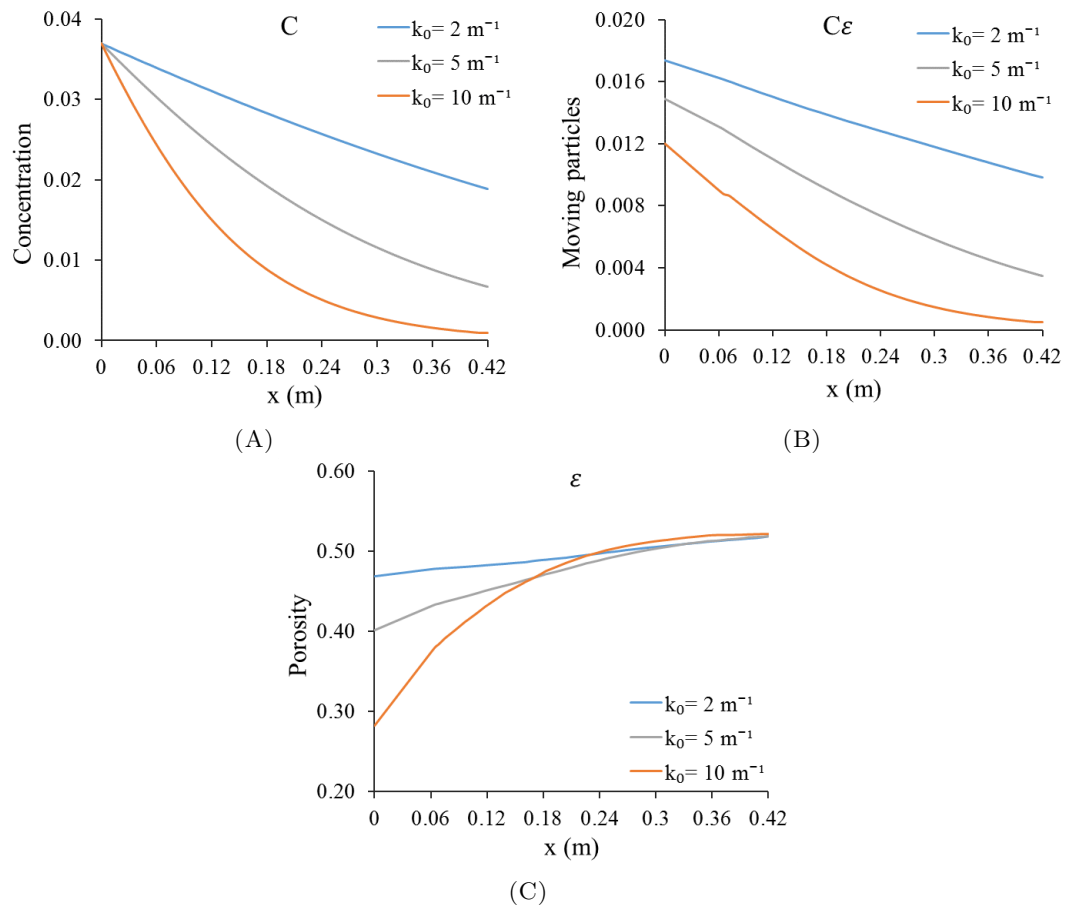 C
k₀= 2 m⁻¹
k₀= 5 m⁻¹
k₀= 10 m⁻¹
Concentration
0.04
0.03
0.02
0.01
0.00
0 0.06 0.12 0.18 0.24 0.3 0.36 0.42
x (m)
(A)
Cε
k₀= 2 m⁻¹
k₀= 5 m⁻¹
k₀= 10 m⁻¹
Moving particles
0.020
0.016
0.012
0.008
0.004
0.000
0 0.06 0.12 0.18 0.24 0.3 0.36 0.42
x (m)
(B)
ε
Porosity
0.60
0.50
0.40
0.30
0.20
k₀= 2 m⁻¹
k₀= 5 m⁻¹
k₀= 10 m⁻¹
0 0.06 0.12 0.18 0.24 0.3 0.36 0.42
x (m)
(C)